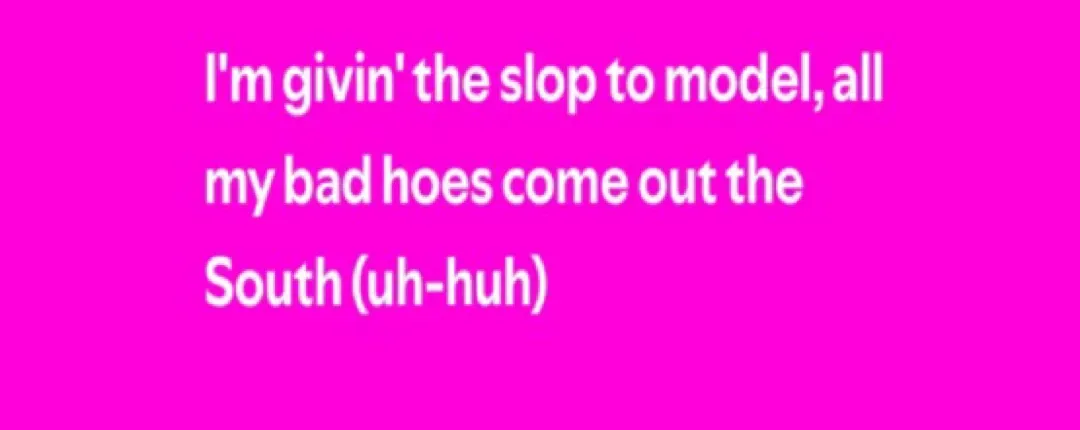 I'm givin' the slop to model, all
my bad hoes come out the
South (uh-huh)